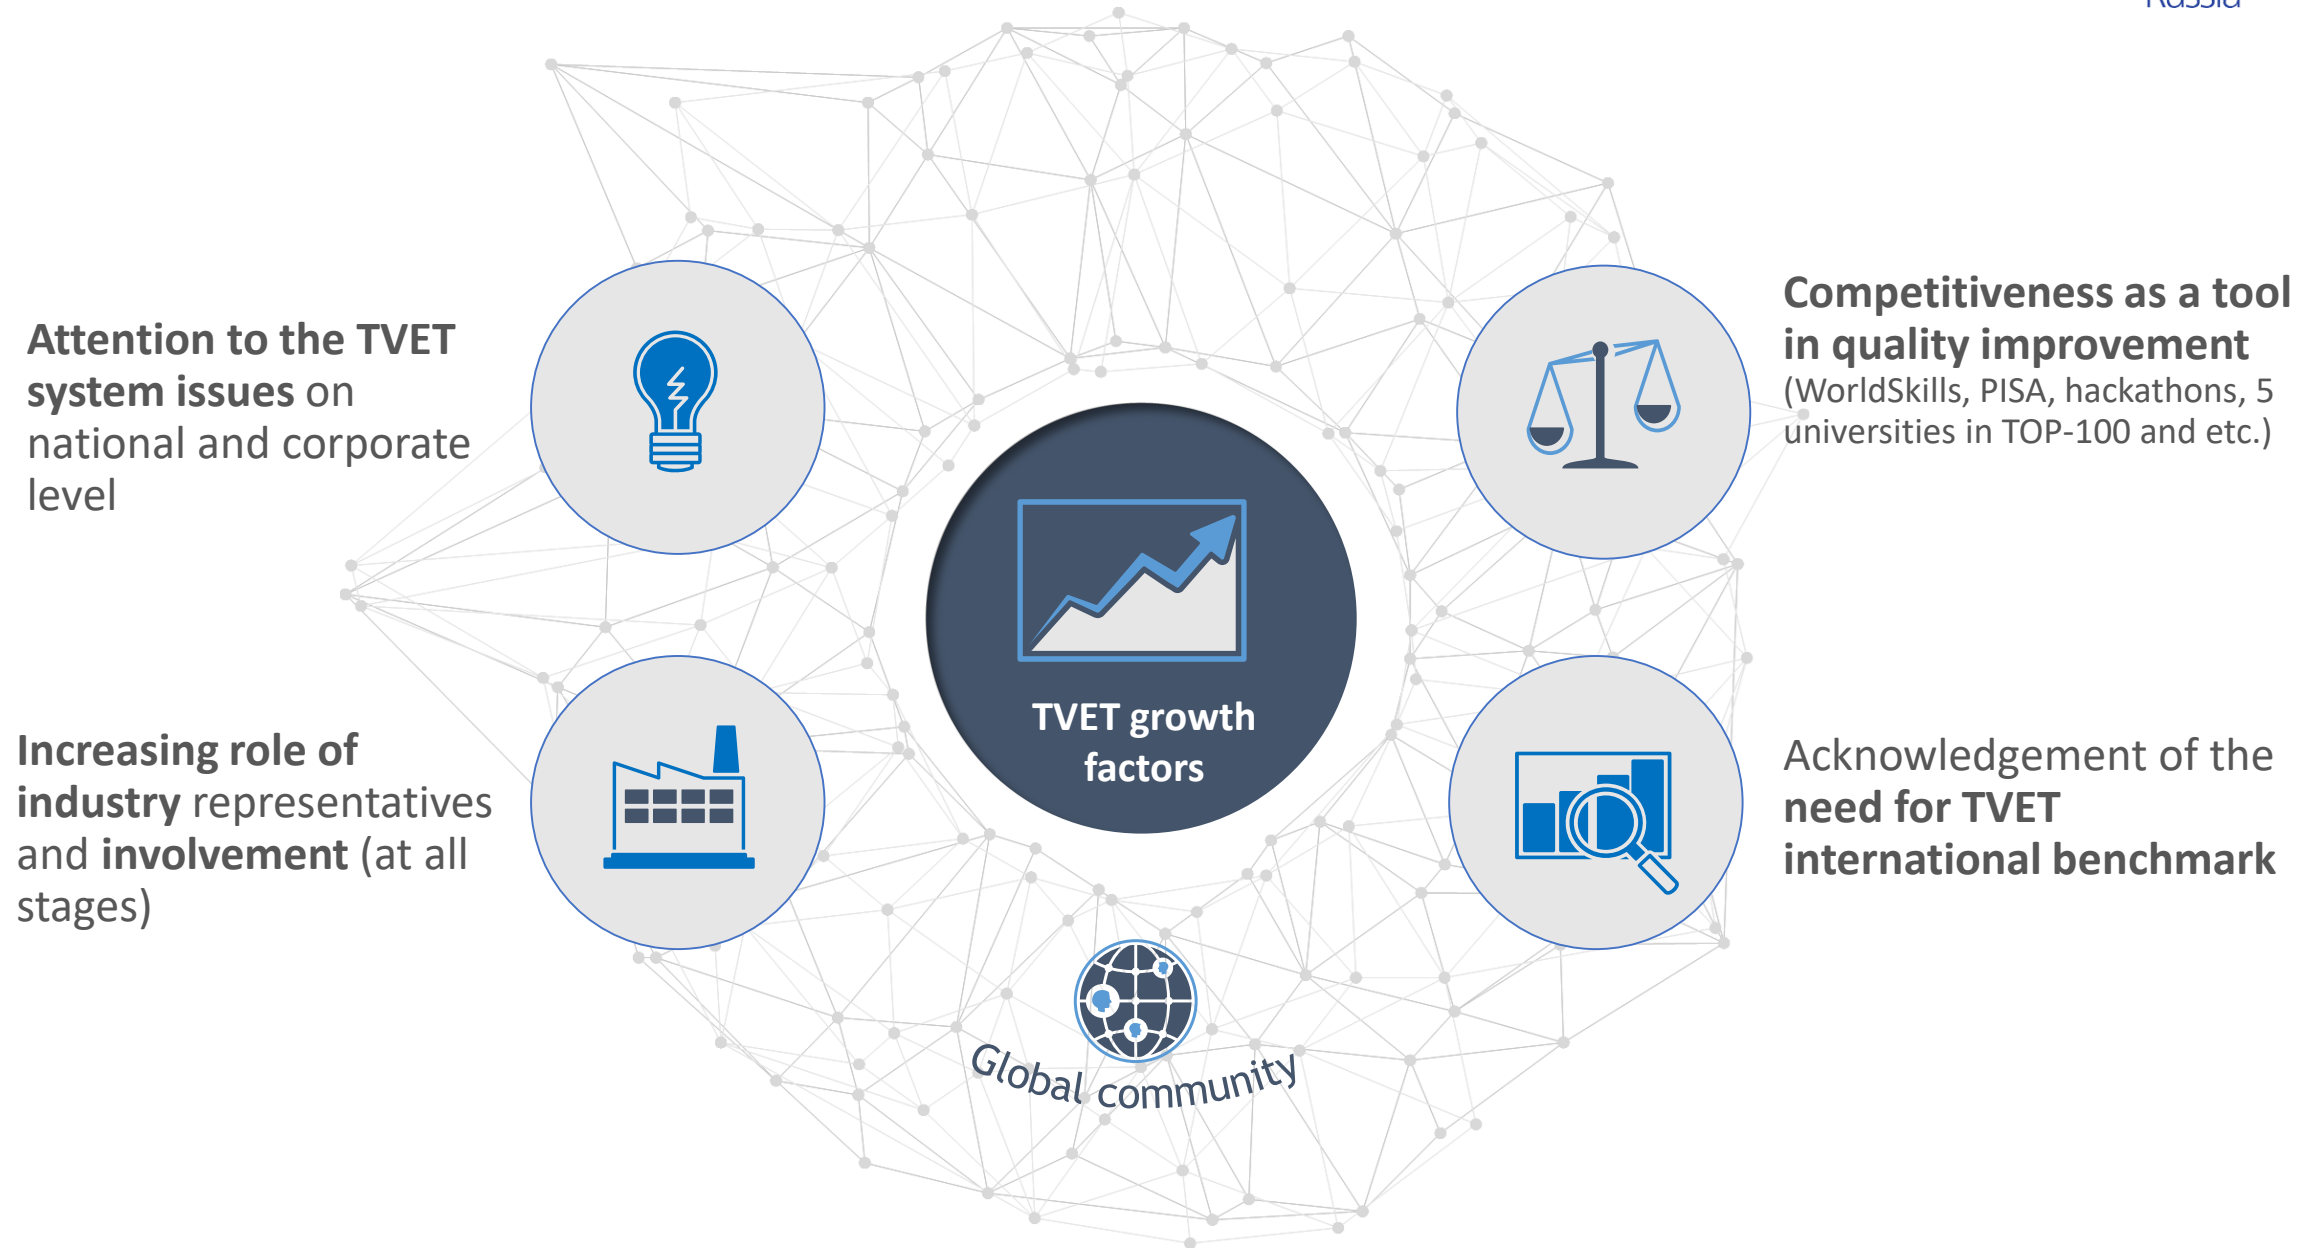 Russia
Attention to the TVET
system issues on
national and corporate
level
Competitiveness as a tool
in quality improvement
(WorldSkills, PISA, hackathons, 5
universities in TOP-100 and etc.)
TVET growth
factors
Increasing role of
industry representatives
and involvement (at all
stages)
Acknowledgement of the
need for TVET
international benchmark
Global community